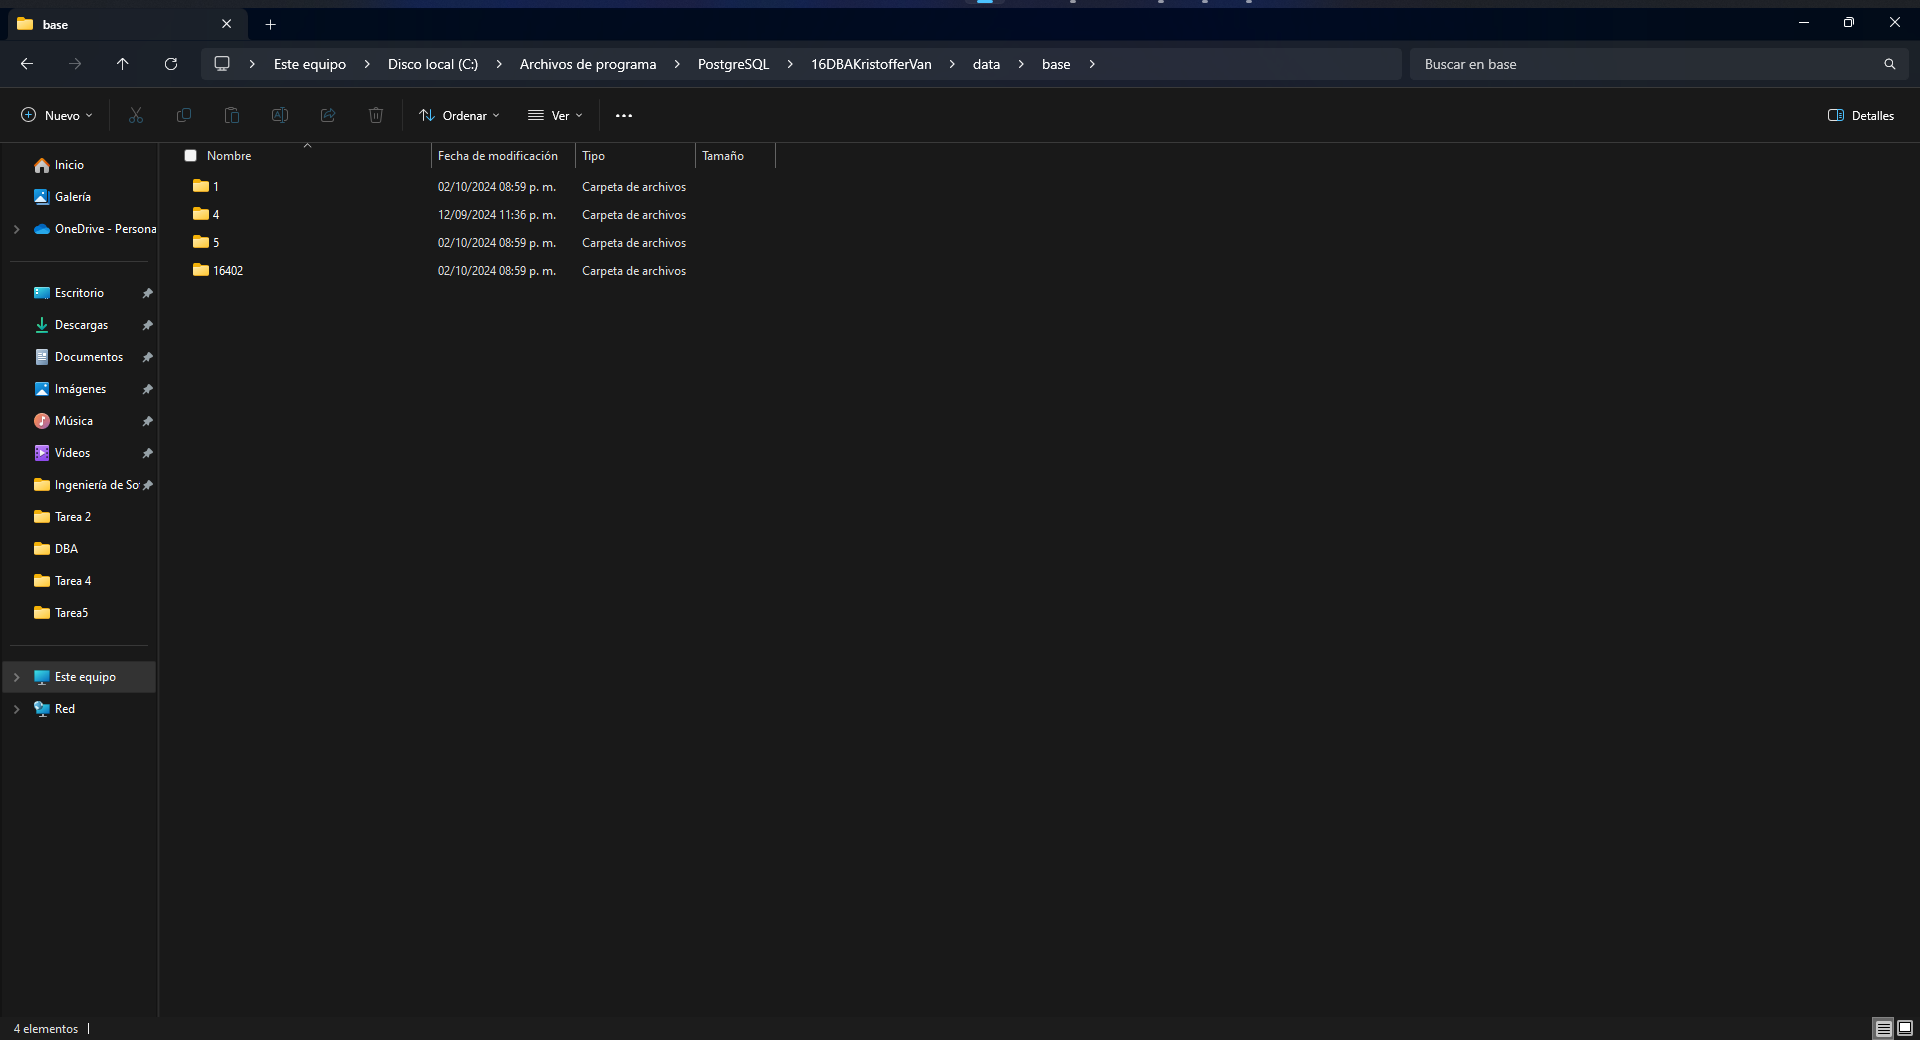 base
Este equipo > Disco local (C:) > Archivos de programa > PostgreSQL > 16DBAKristofferVan > data > base >
Buscar en base
Nuevo
Ordenar
Ver
Detalles
Nombre Fecha de modificación Tipo Tamaño
1 02/10/2024 08:59 p. m. Carpeta de archivos
4 12/09/2024 11:36 p. m. Carpeta de archivos
5 02/10/2024 08:59 p. m. Carpeta de archivos
16402 02/10/2024 08:59 p. m. Carpeta de archivos
Inicio
Galería
OneDrive - Persona
Escritorio
Descargas
Documentos
Imágenes
Música
Videos
Ingeniería de So
Tarea 2
DBA
Tarea 4
Tarea5
Este equipo
Red
4 elementos